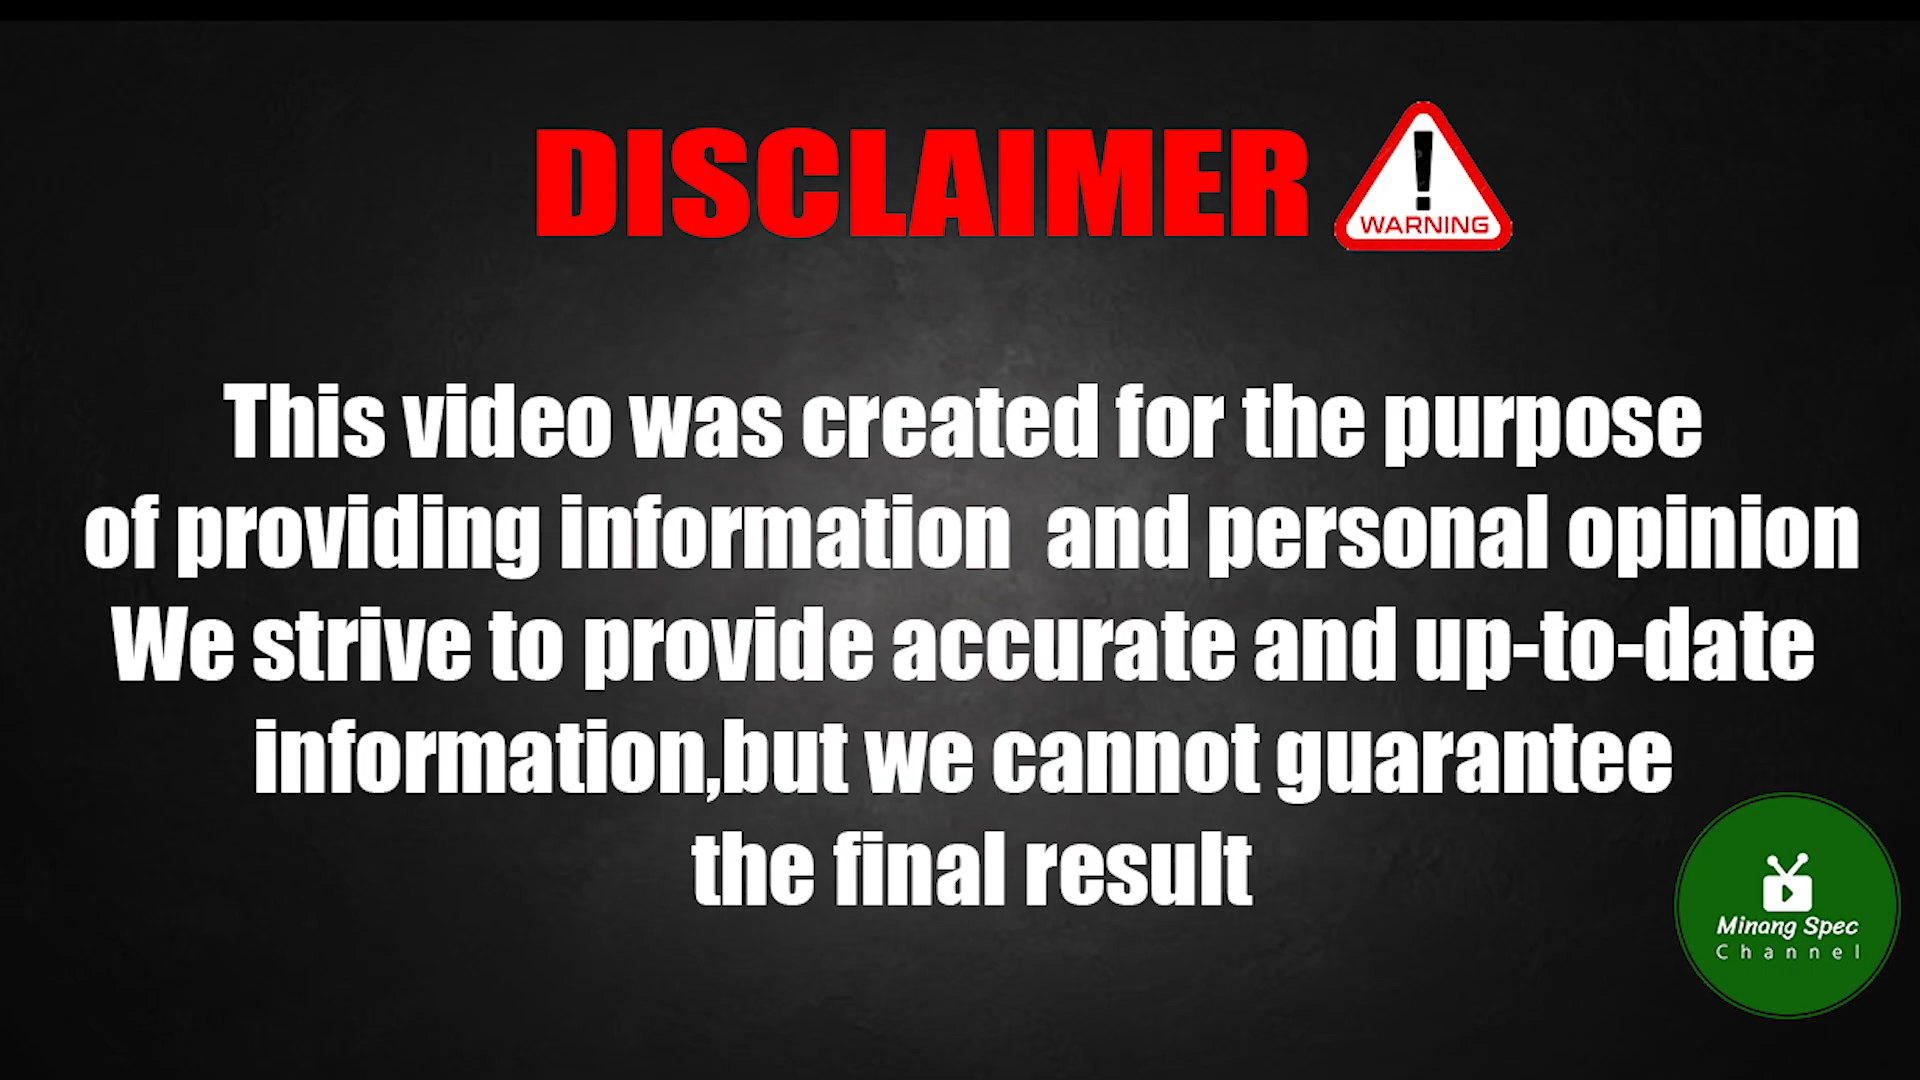 DISCLAIMER
WARNING
This video was created for the purpose
of providing information and personal opinion
We strive to provide accurate and up-to-date
information,but we cannot guarantee
the final result
Minang Spec
Channel